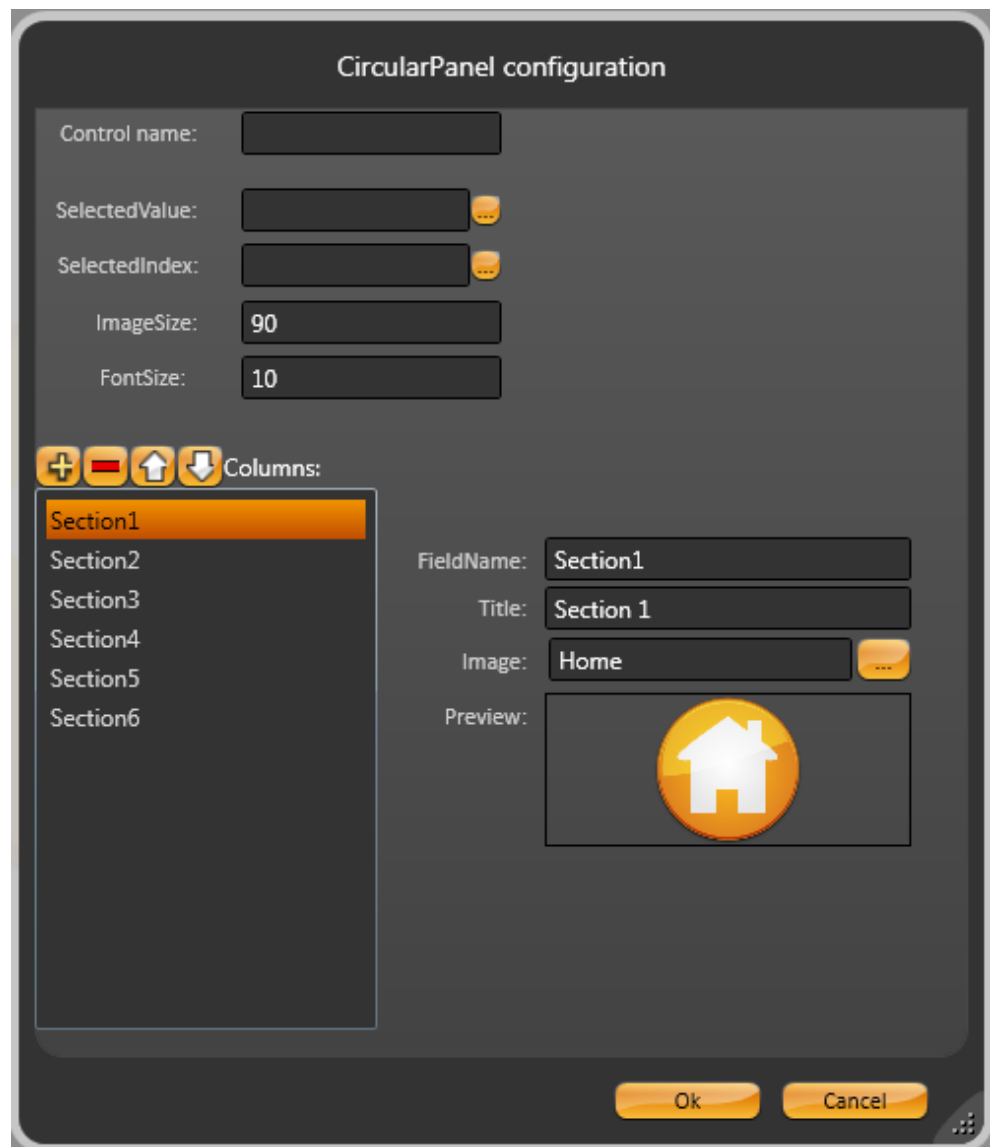 CircularPanel configuration
Control name:
SelectedValue:
...
SelectedIndex:
...
ImageSize:
90
FontSize:
10
Columns:
Section1
Section2
Section3
Section4
Section5
Section6
FieldName:
Section1
Title:
Section 1
Image:
Home
...
Preview:
Ok
Cancel